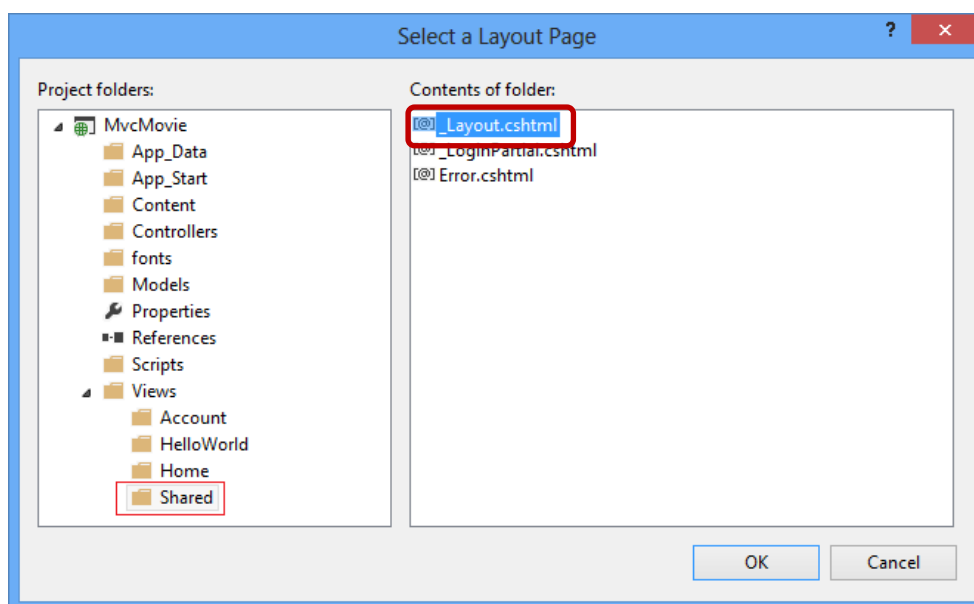 Select a Layout Page
?
×
Project folders:
MvcMovie
App_Data
App_Start
Content
Controllers
fonts
Models
Properties
References
Scripts
Views
Account
HelloWorld
Home
Shared
Contents of folder:
[@] _Layout.cshtml
[@] _LoginPartial.cshtml
[@] Error.cshtml
OK
Cancel